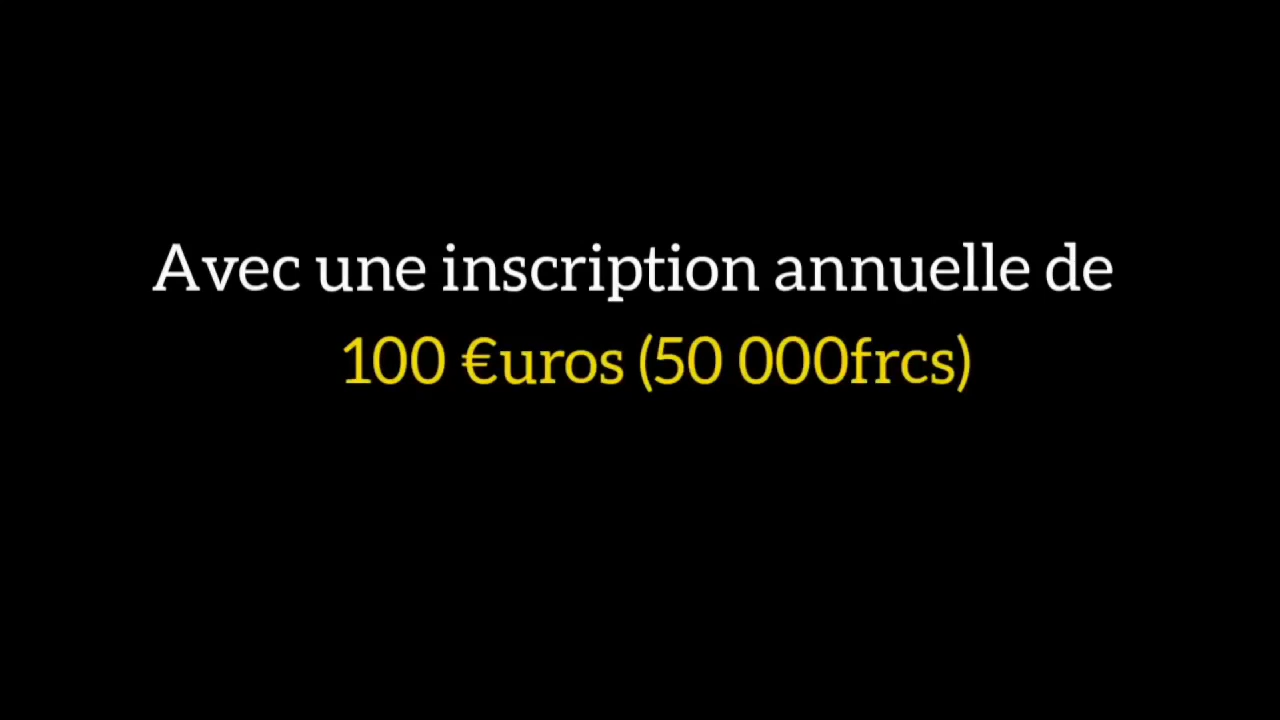 Avec une inscription annuelle de
100 €uros (50 000frcs)